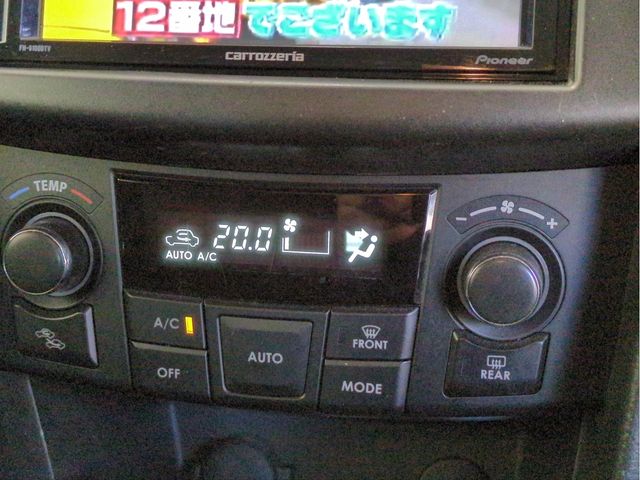 12番地 でございます
carrozzeria
Pioneer
TEMP
20.0
AUTO A/C
- +
A/C
AUTO
FRONT
OFF
MODE
REAR